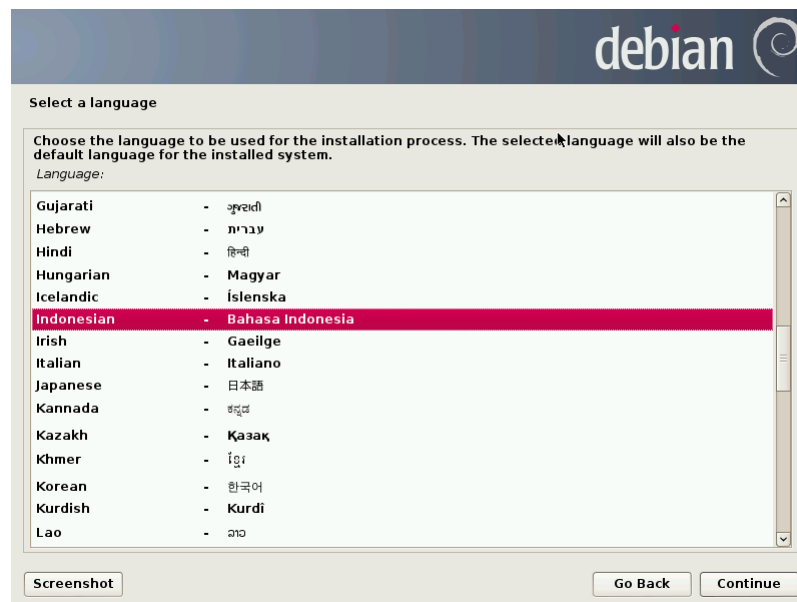 debian
Select a language
Choose the language to be used for the installation process. The selected language will also be the
default language for the installed system.
Language:
Gujarati - ગુજરાતી
Hebrew - עברית
Hindi - हिन्दी
Hungarian - Magyar
Icelandic - Íslenska
Indonesian - Bahasa Indonesia
Irish - Gaeilge
Italian - Italiano
Japanese - 日本語
Kannada - ಕನ್ನಡ
Kazakh - Қазақ
Khmer - ខ្មែរ
Korean - 한국어
Kurdish - Kurdî
Lao - ລາວ
Screenshot Go Back Continue